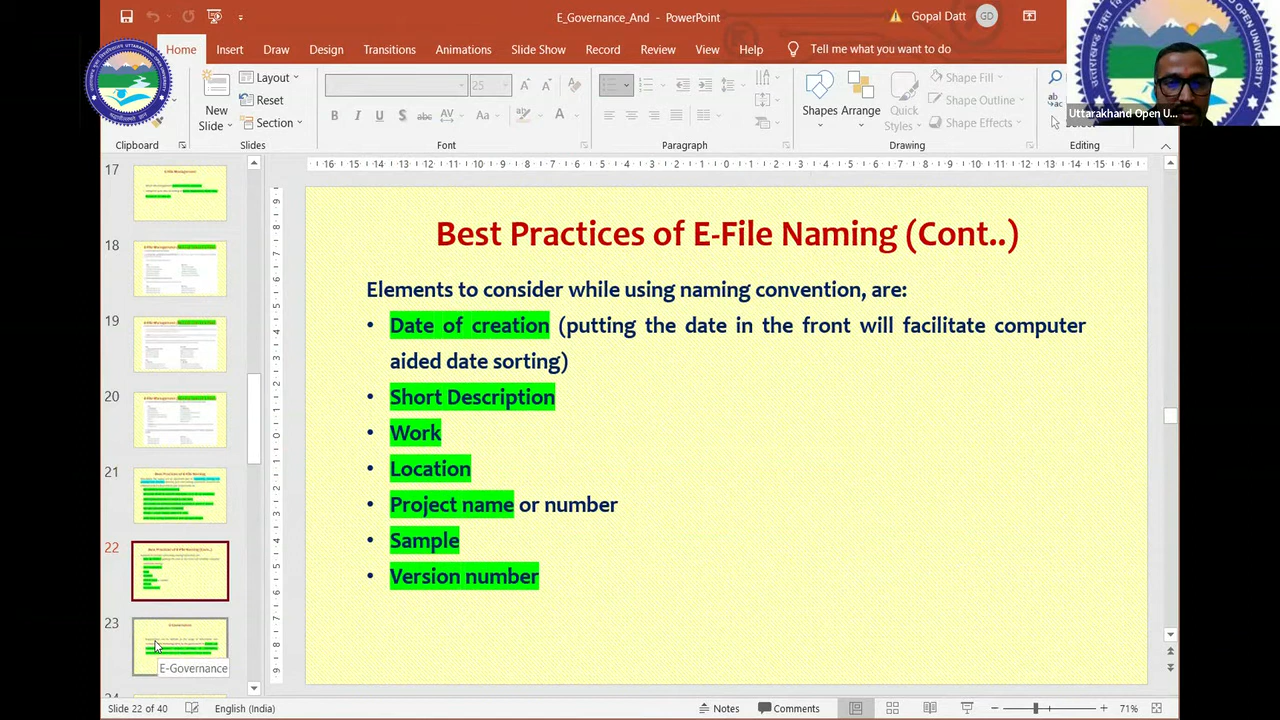 E_Governance_And - PowerPoint
Gopal Datt
GD
Home Insert Draw Design Transitions Animations Slide Show Record Review View Help Tell me what you want to do
New
Slide
Layout
Reset
Section
25
B I U S abc AV Aa A
Shapes Arrange Quick
Styles
Shape Fill
Shape Outline
Shape Effects
Uttarakhand Open U...
Clipboard Slides Font Paragraph Drawing Editing
17
18
19
20
21
22
23
E-Governance
Best Practices of E-File Naming (Cont..)
Elements to consider while using naming convention, are:
• Date of creation (putting the date in the front will facilitate computer
aided date sorting)
• Short Description
• Work
• Location
• Project name or number
• Sample
• Version number
Slide 22 of 40 English (India) Notes Comments 71%